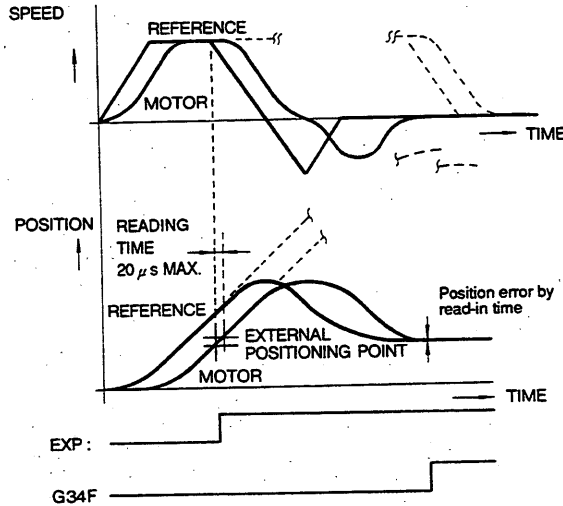 SPEED
REFERENCE
MOTOR
TIME
POSITION
READING
TIME
20 μs MAX.
REFERENCE
Position error by
read-in time
EXTERNAL
POSITIONING POINT
MOTOR
TIME
EXP :
G34F